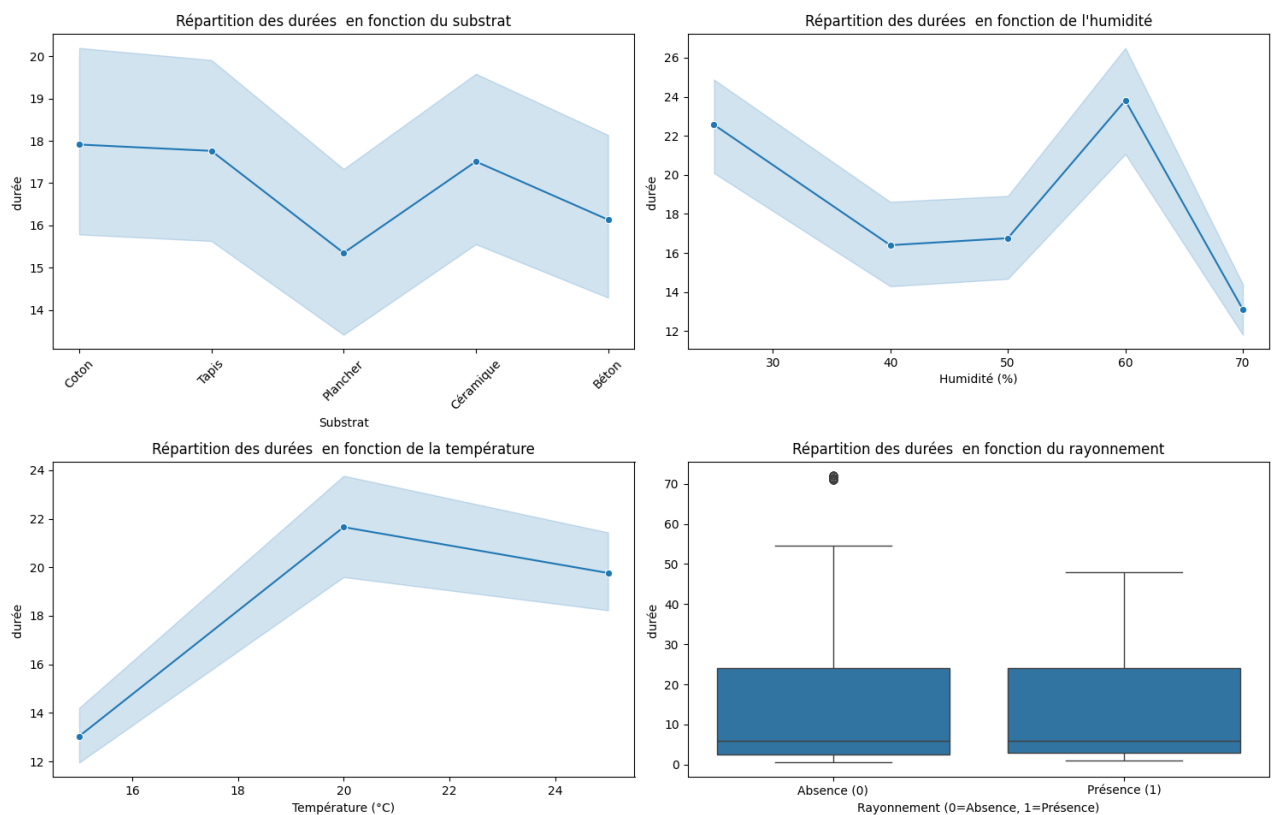 Répartition des durées  en fonction du substrat
durée
20
19
18
17
16
15
14
Coton
Tapis
Plancher
Céramique
Béton
Substrat
Répartition des durées  en fonction de l'humidité
durée
26
24
22
20
18
16
14
12
30
40
50
60
70
Humidité (%)
Répartition des durées  en fonction de la température
durée
24
22
20
18
16
14
12
16
18
20
22
24
Température (°C)
Répartition des durées  en fonction du rayonnement
durée
70
60
50
40
30
20
10
0
Absence (0)
Présence (1)
Rayonnement (0=Absence, 1=Présence)